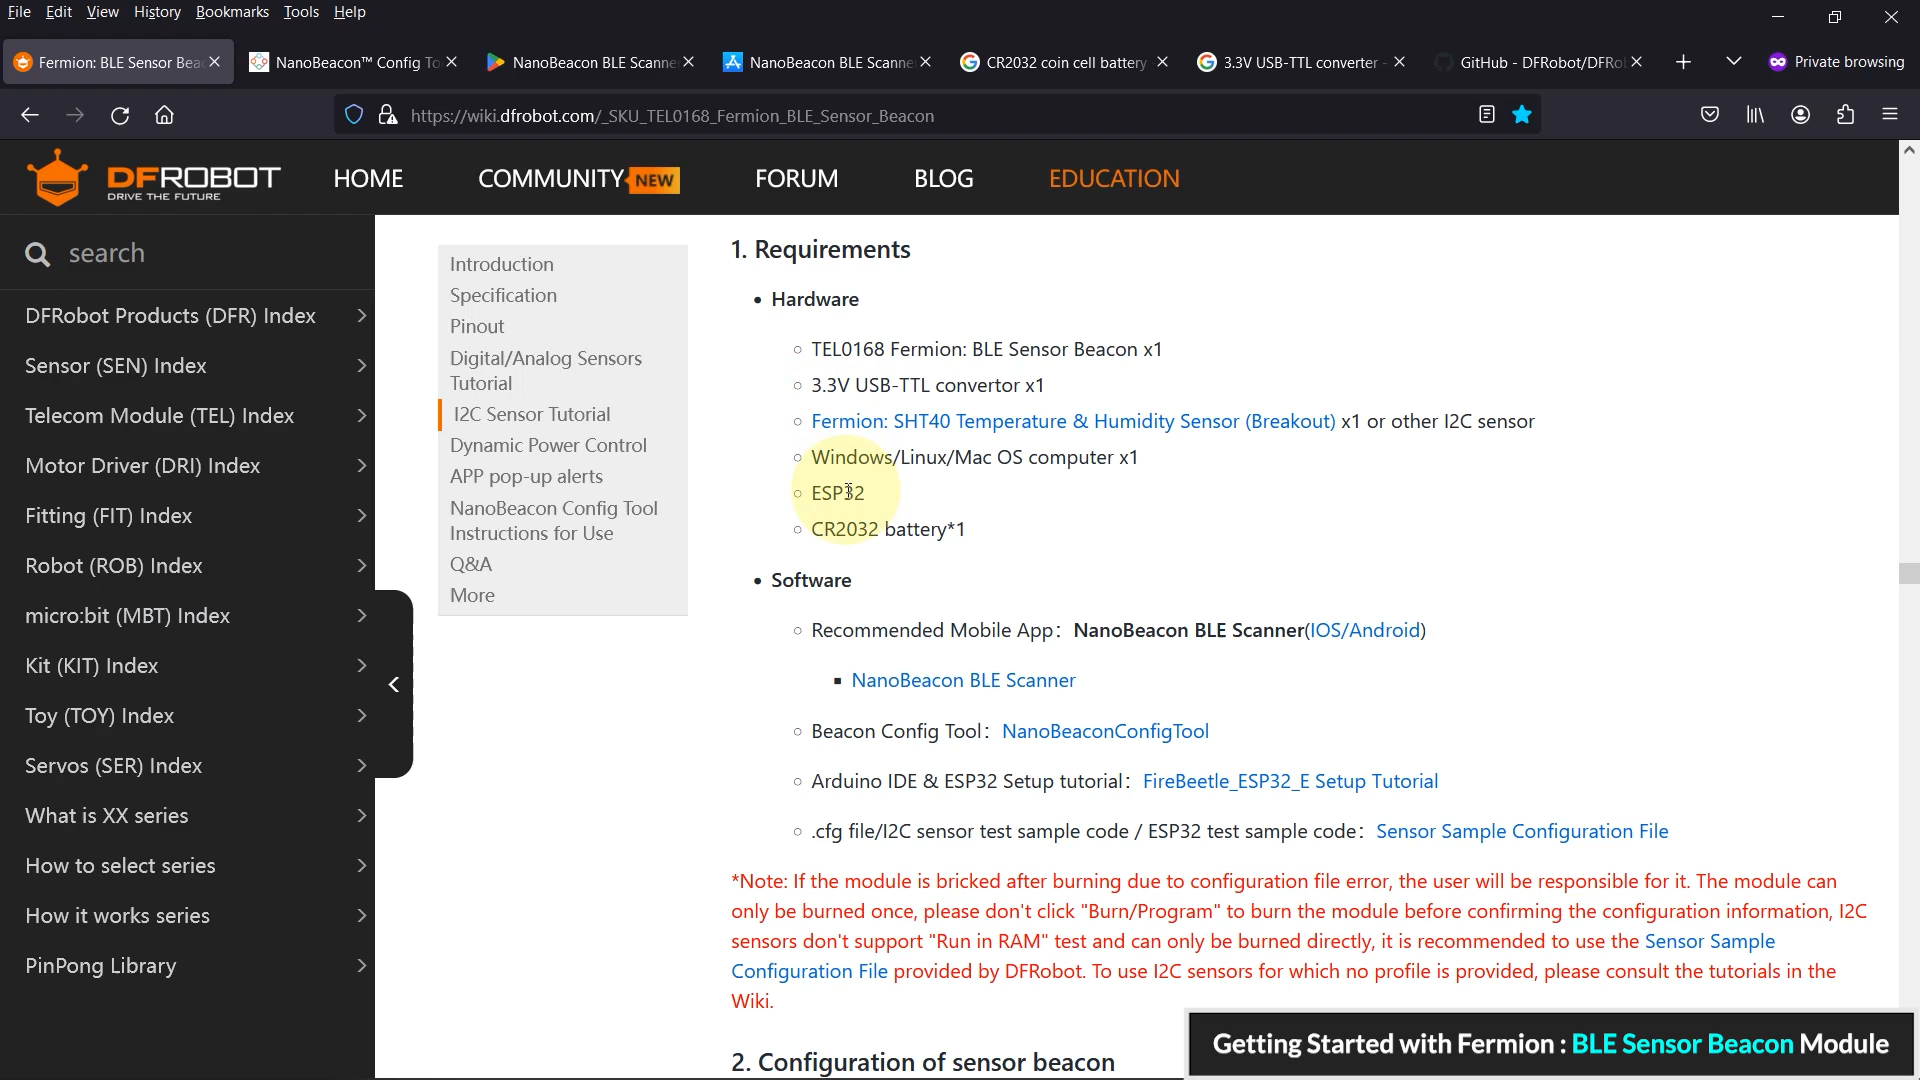 File Edit View History Bookmarks Tools Help
Fermion: BLE Sensor Beac
NanoBeacon™ Config To
NanoBeacon BLE Scanne
NanoBeacon BLE Scanne
CR2032 coin cell battery
3.3V USB-TTL converter -
GitHub - DFRobot/DFRo
Private browsing
https://wiki.dfrobot.com/_SKU_TEL0168_Fermion_BLE_Sensor_Beacon
DFROBOT
DRIVE THE FUTURE
HOME
COMMUNITY NEW
FORUM
BLOG
EDUCATION
search
DFRobot Products (DFR) Index
Sensor (SEN) Index
Telecom Module (TEL) Index
Motor Driver (DRI) Index
Fitting (FIT) Index
Robot (ROB) Index
micro:bit (MBT) Index
Kit (KIT) Index
Toy (TOY) Index
Servos (SER) Index
What is XX series
How to select series
How it works series
PinPong Library
Introduction
Specification
Pinout
Digital/Analog Sensors
Tutorial
I2C Sensor Tutorial
Dynamic Power Control
APP pop-up alerts
NanoBeacon Config Tool
Instructions for Use
Q&A
More
1. Requirements
• Hardware
○ TEL0168 Fermion: BLE Sensor Beacon x1
○ 3.3V USB-TTL convertor x1
○ Fermion: SHT40 Temperature & Humidity Sensor (Breakout) x1 or other I2C sensor
○ Windows/Linux/Mac OS computer x1
○ ESP32
○ CR2032 battery*1
• Software
○ Recommended Mobile App： NanoBeacon BLE Scanner(IOS/Android)
▪ NanoBeacon BLE Scanner
○ Beacon Config Tool： NanoBeaconConfigTool
○ Arduino IDE & ESP32 Setup tutorial： FireBeetle_ESP32_E Setup Tutorial
○ .cfg file/I2C sensor test sample code / ESP32 test sample code： Sensor Sample Configuration File
*Note: If the module is bricked after burning due to configuration file error, the user will be responsible for it. The module can
only be burned once, please don't click "Burn/Program" to burn the module before confirming the configuration information, I2C
sensors don't support "Run in RAM" test and can only be burned directly, it is recommended to use the Sensor Sample
Configuration File provided by DFRobot. To use I2C sensors for which no profile is provided, please consult the tutorials in the
Wiki.
2. Configuration of sensor beacon
Getting Started with Fermion : BLE Sensor Beacon Module